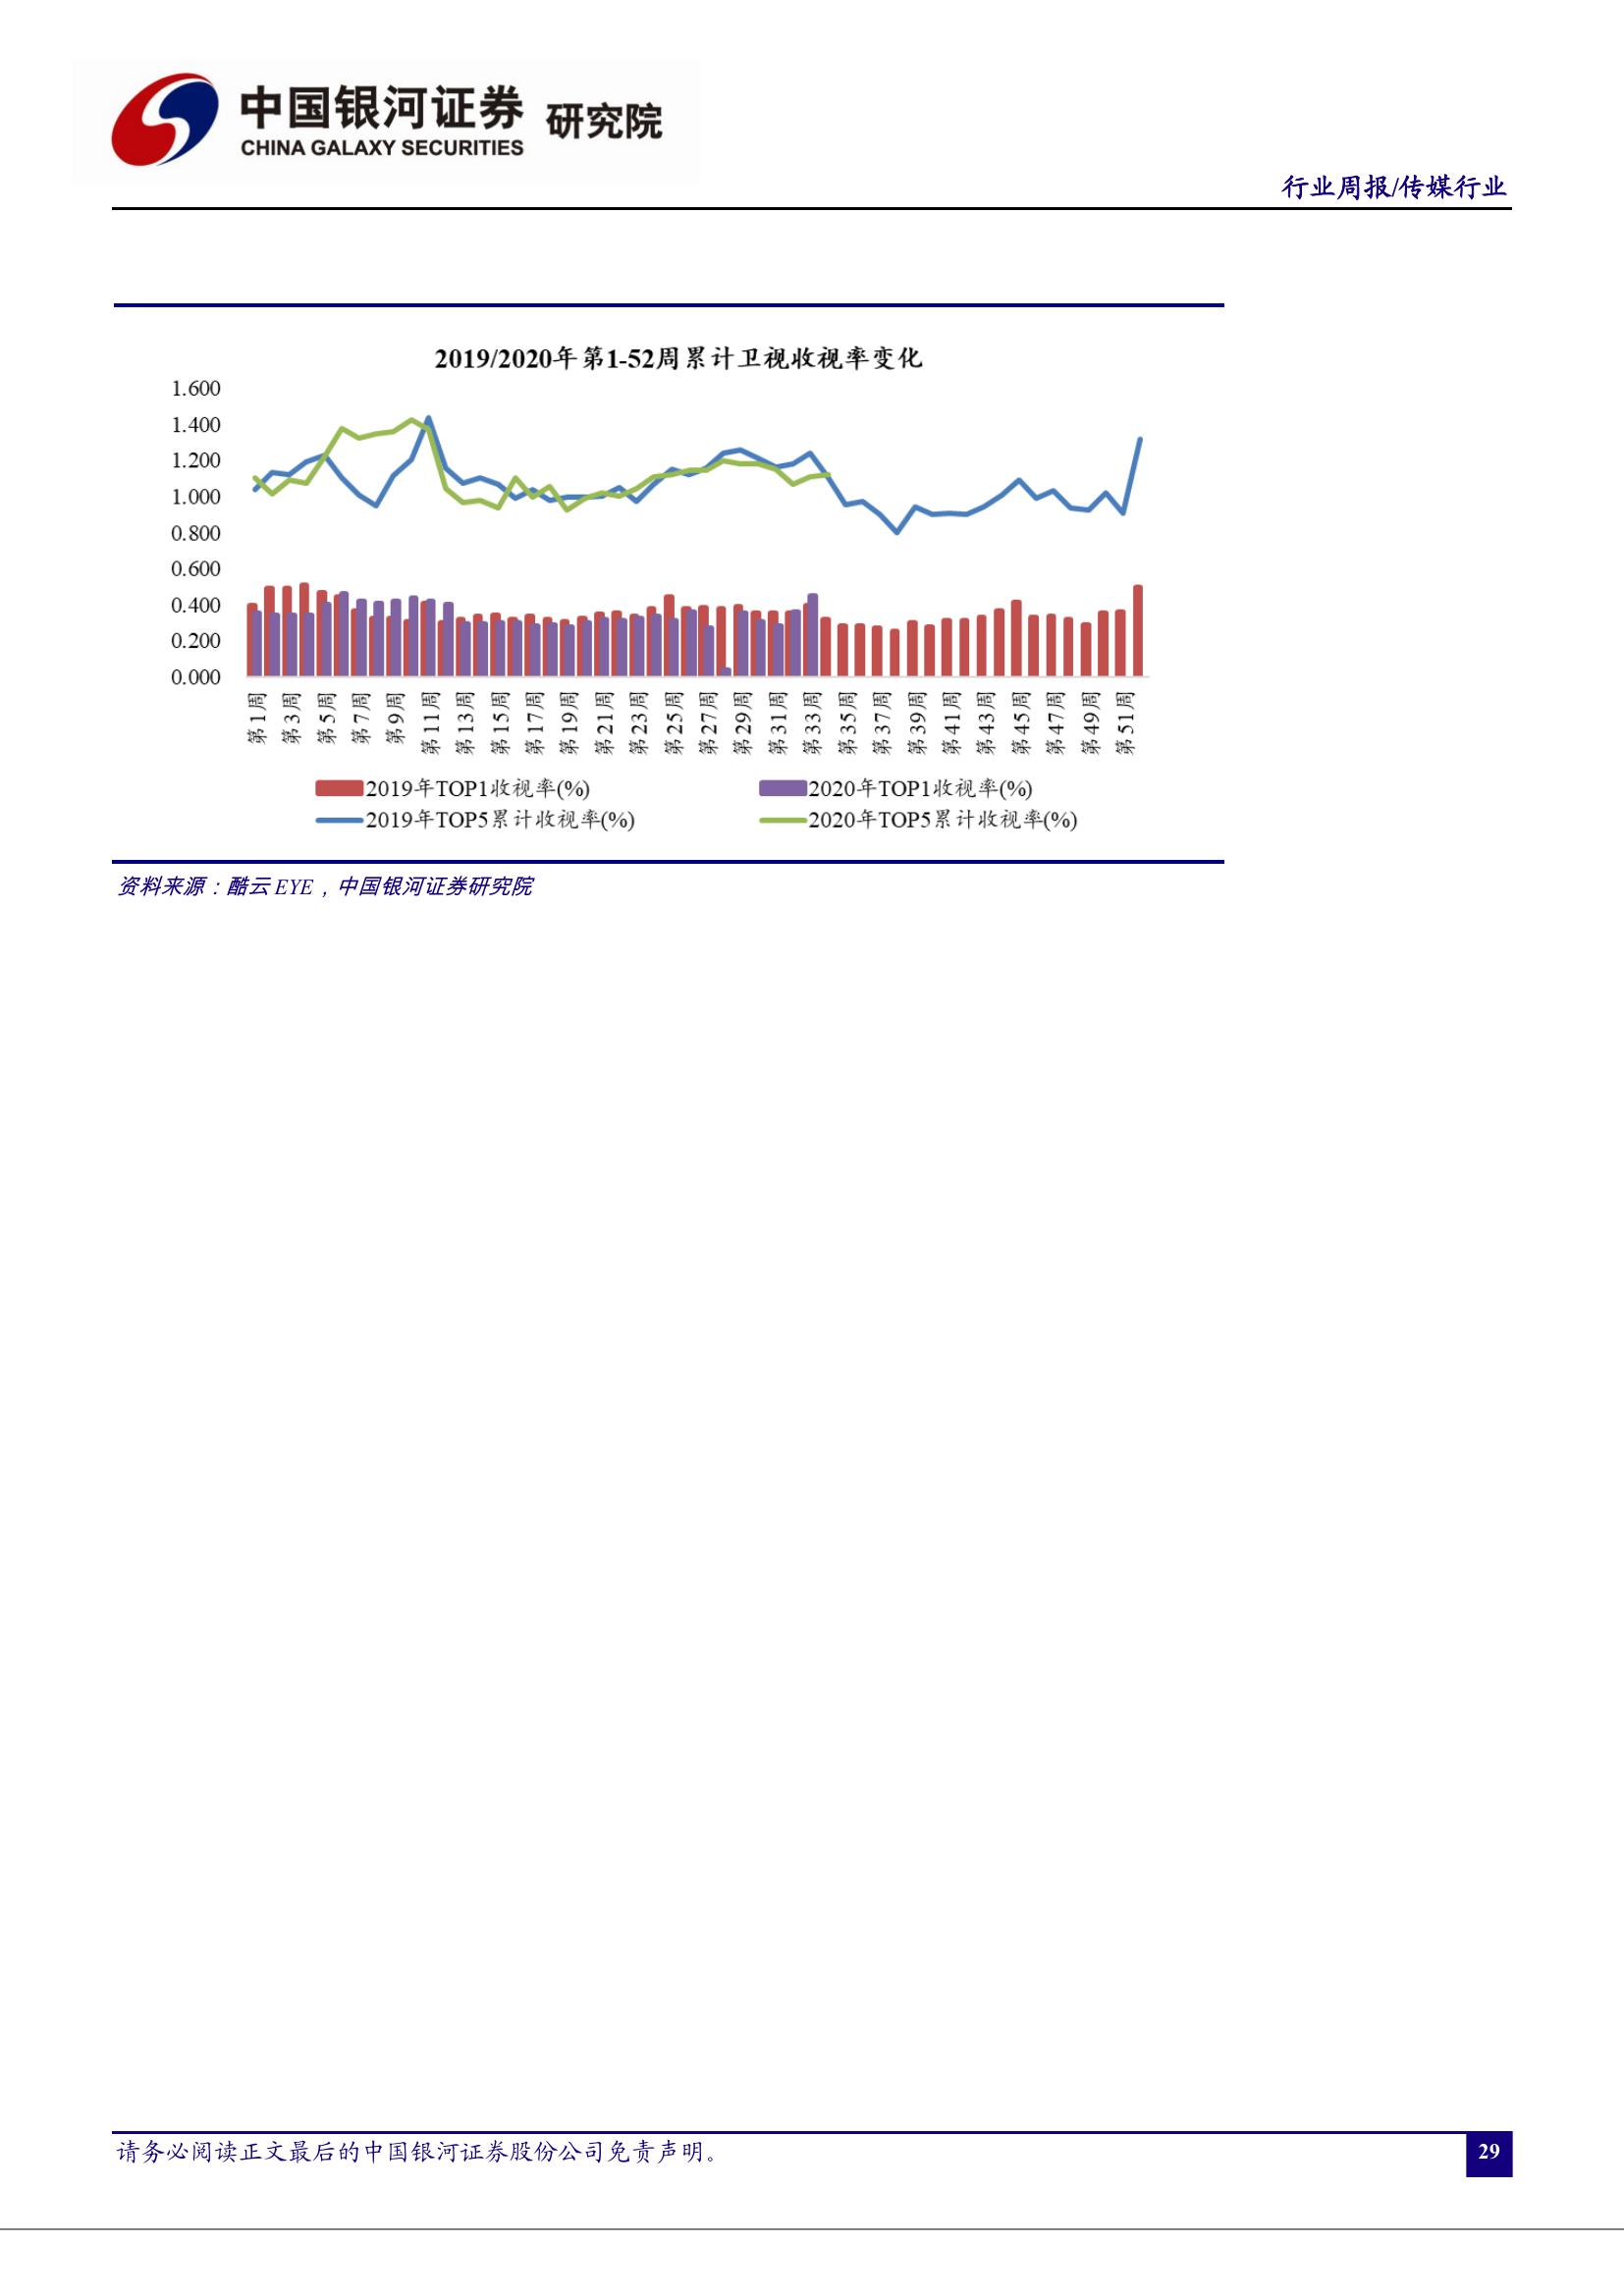 中国银河证券 研究院
CHINA GALAXY SECURITIES
行业周报/传媒行业
2019/2020年第1-52周累计卫视收视率变化
1.600
1.400
1.200
1.000
0.800
0.600
0.400
0.200
0.000
第1周
第3周
第5周
第7周
第9周
第11周
第13周
第15周
第17周
第19周
第21周
第23周
第25周
第27周
第29周
第31周
第33周
第35周
第37周
第39周
第41周
第43周
第45周
第47周
第49周
第51周
2019年TOP1收视率(%)
2020年TOP1收视率(%)
2019年TOP5累计收视率(%)
2020年TOP5累计收视率(%)
资料来源：酷云 EYE，中国银河证券研究院
请务必阅读正文最后的中国银河证券股份公司免责声明。
29